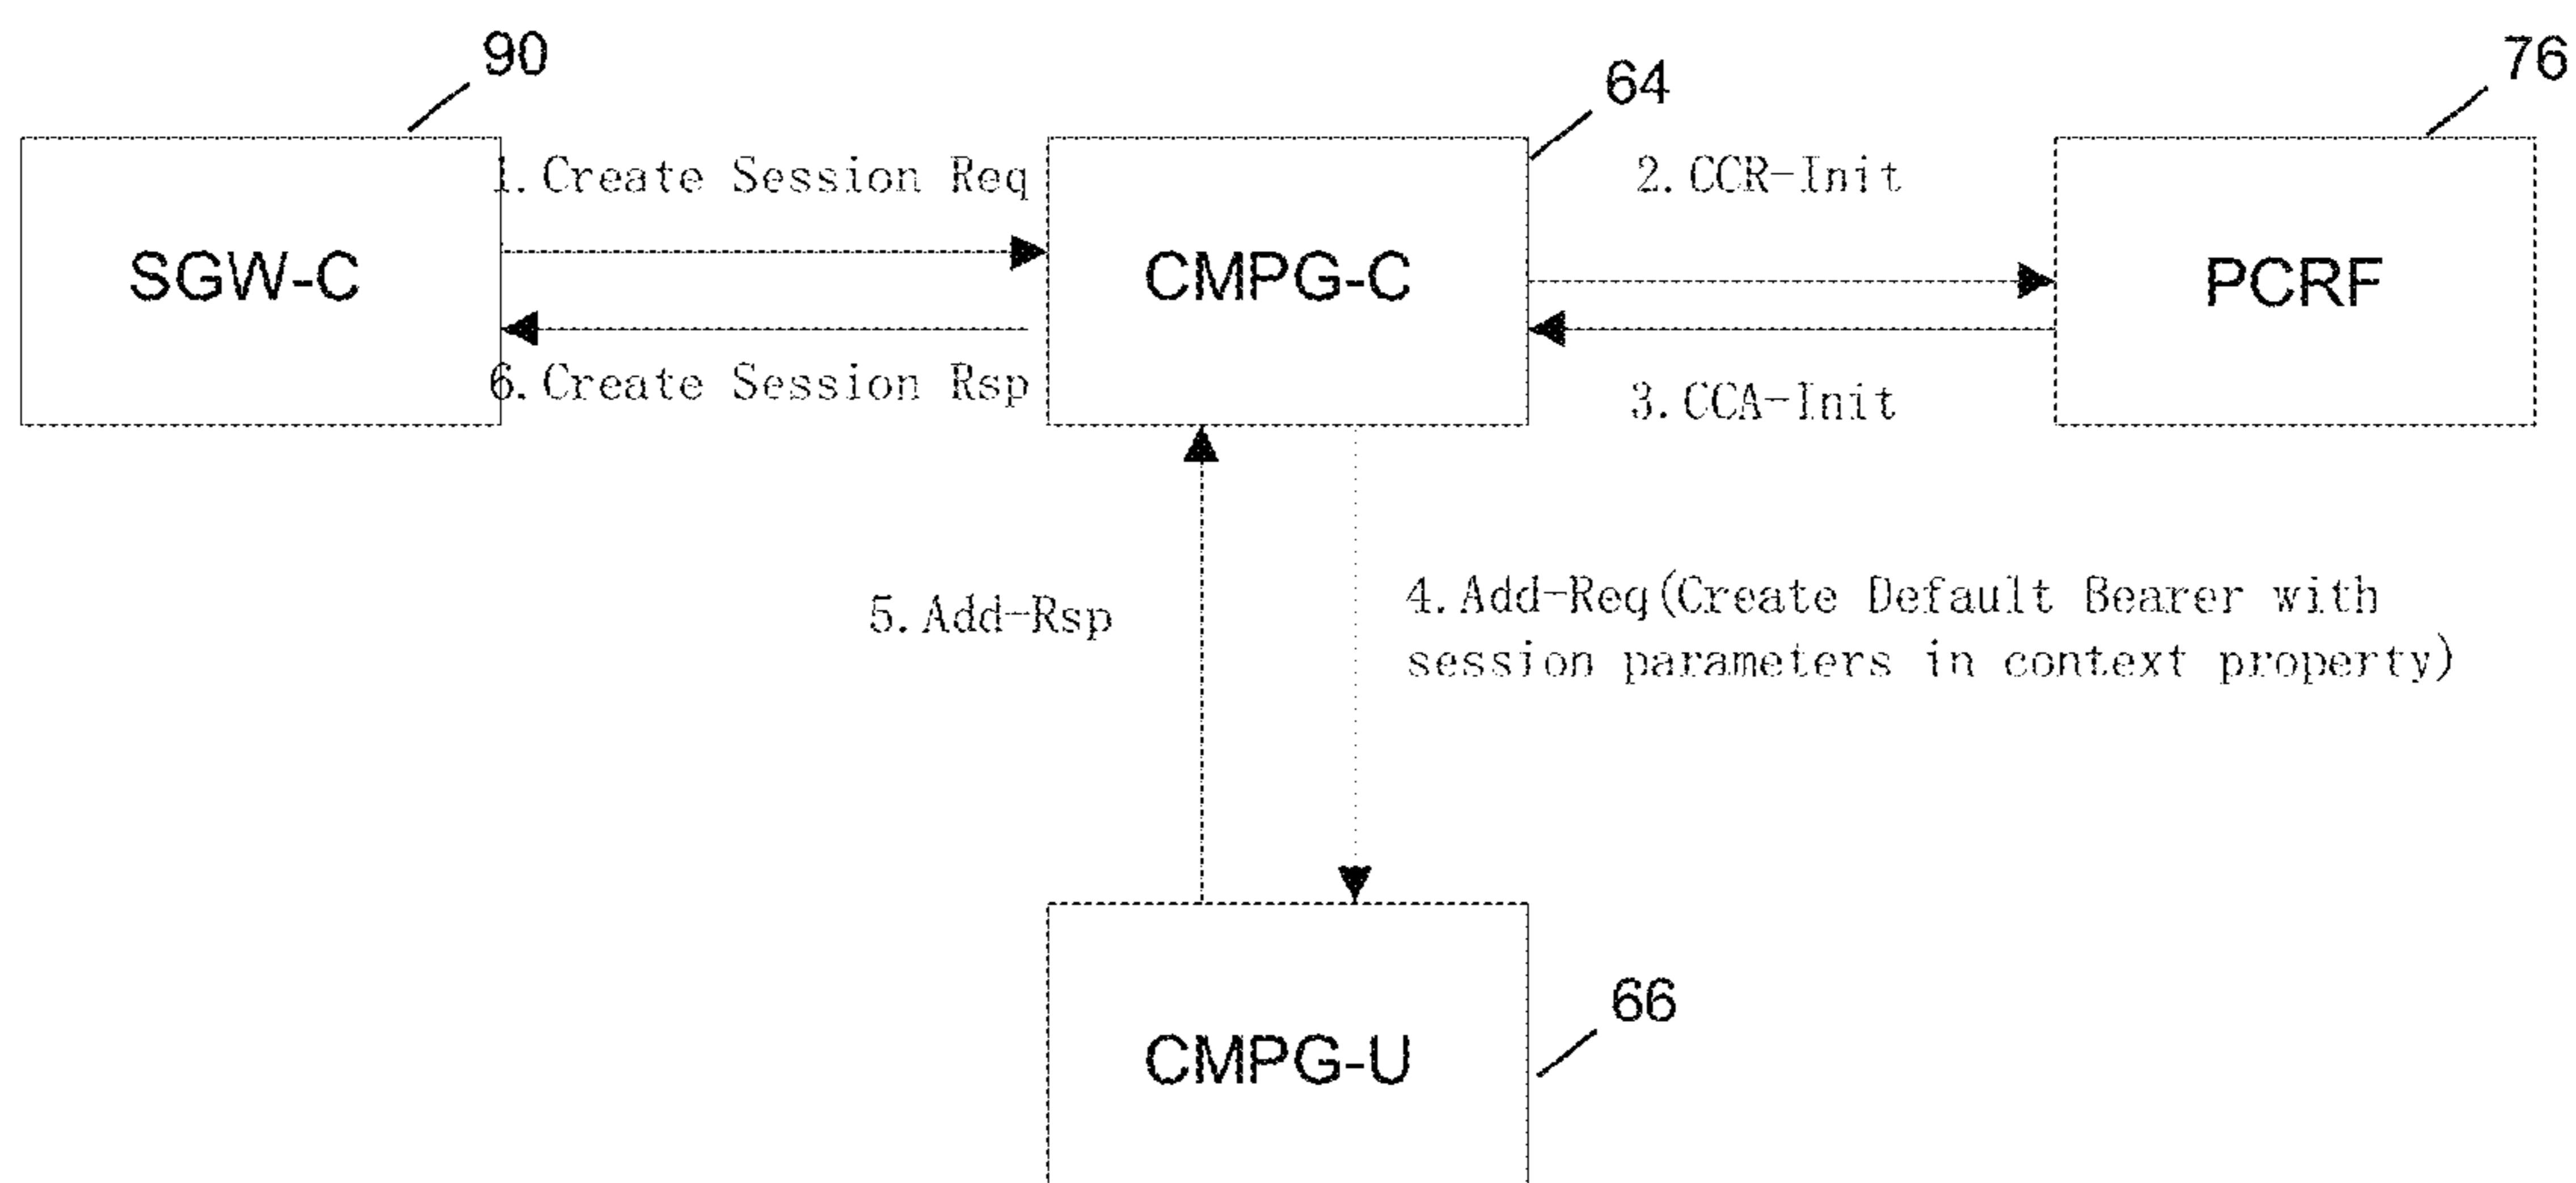 90
64
76
1.Create Session Req
2.CCR-Init
SGW-C
CMPG-C
PCRF
6.Create Session Rsp
3.CCA-Init
5.Add-Rsp
4.Add-Req(Create Default Bearer with
session parameters in context property)
66
CMPG-U